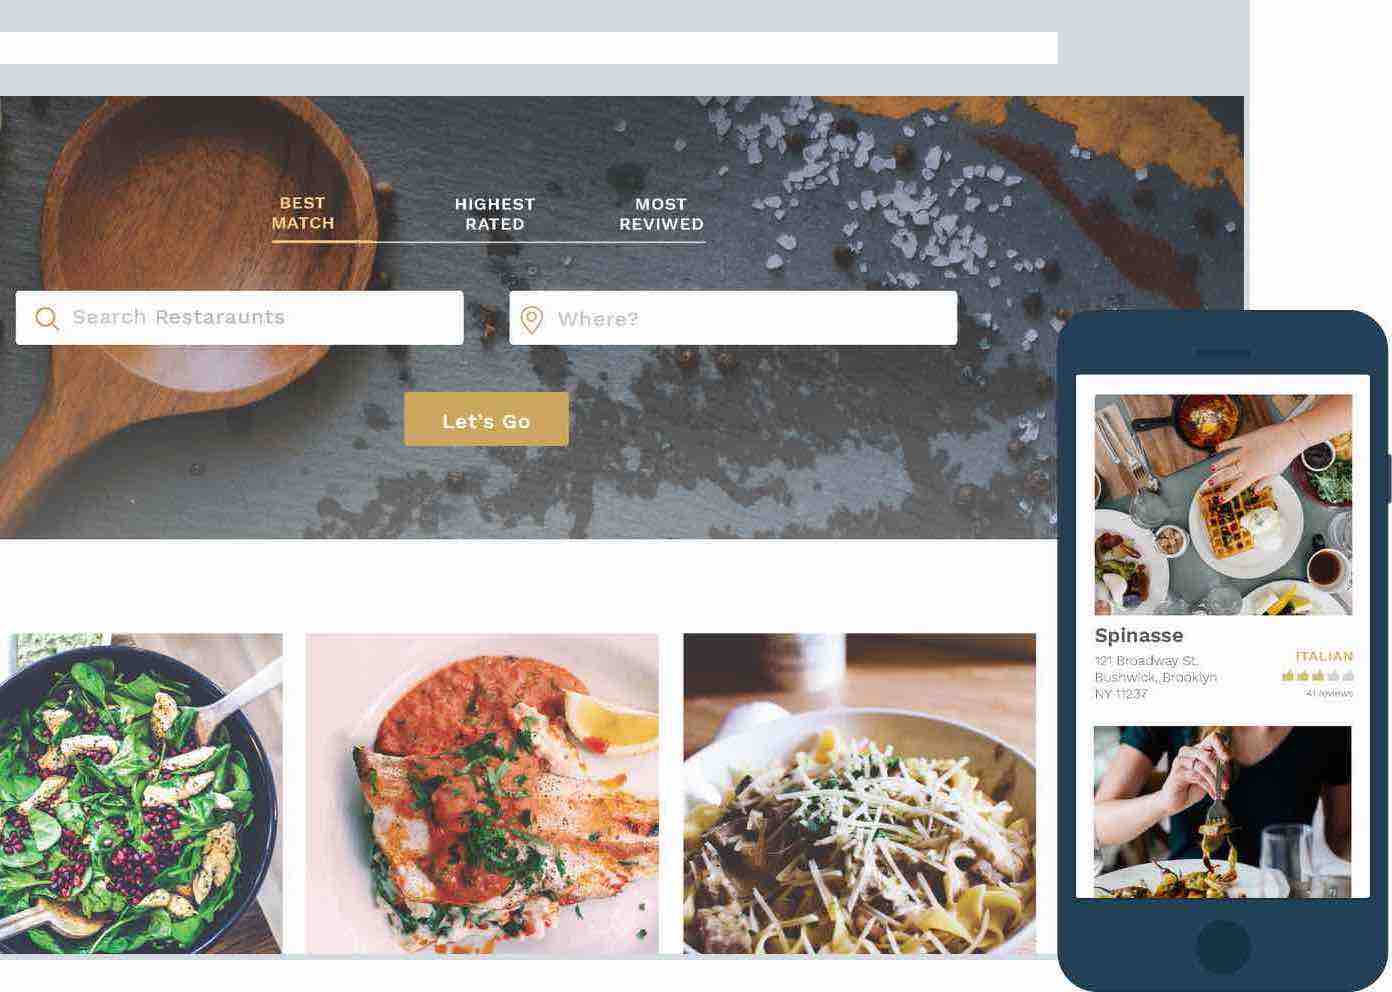 BEST
MATCH
HIGHEST
RATED
MOST
REVIWED
Search Restaraunts
Where?
Let's Go
Spinasse
121 Broadway St.
Bushwick, Brooklyn
NY 11237
ITALIAN
41 reviews